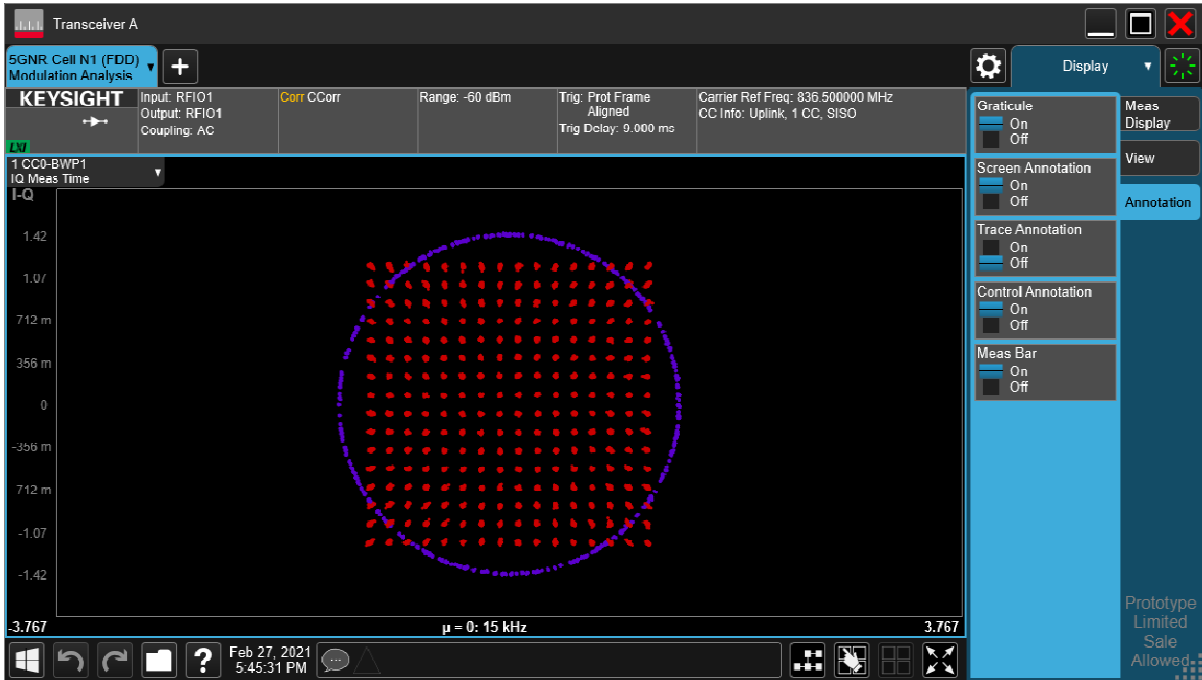 Transceiver A
5GNR Cell N1 (FDD)
Modulation Analysis
Display
KEYSIGHT
LXI
Input: RFIO1
Output: RFIO1
Coupling: AC
Corr CCorr
Range: -60 dBm
Trig: Prot Frame
Aligned
Trig Delay: 9.000 ms
Carrier Ref Freq: 836.500000 MHz
CC Info: Uplink, 1 CC, SISO
1 CC0-BWP1
IQ Meas Time
I-Q
1.42
1.07
712 m
356 m
0
-356 m
712 m
-1.07
-1.42
-3.767
µ = 0: 15 kHz
3.767
Graticule
On
Off
Screen Annotation
On
Off
Trace Annotation
On
Off
Control Annotation
On
Off
Meas Bar
On
Off
Meas
Display
View
Annotation
Prototype
Limited
Sale
Allowed
?
Feb 27, 2021
5:45:31 PM